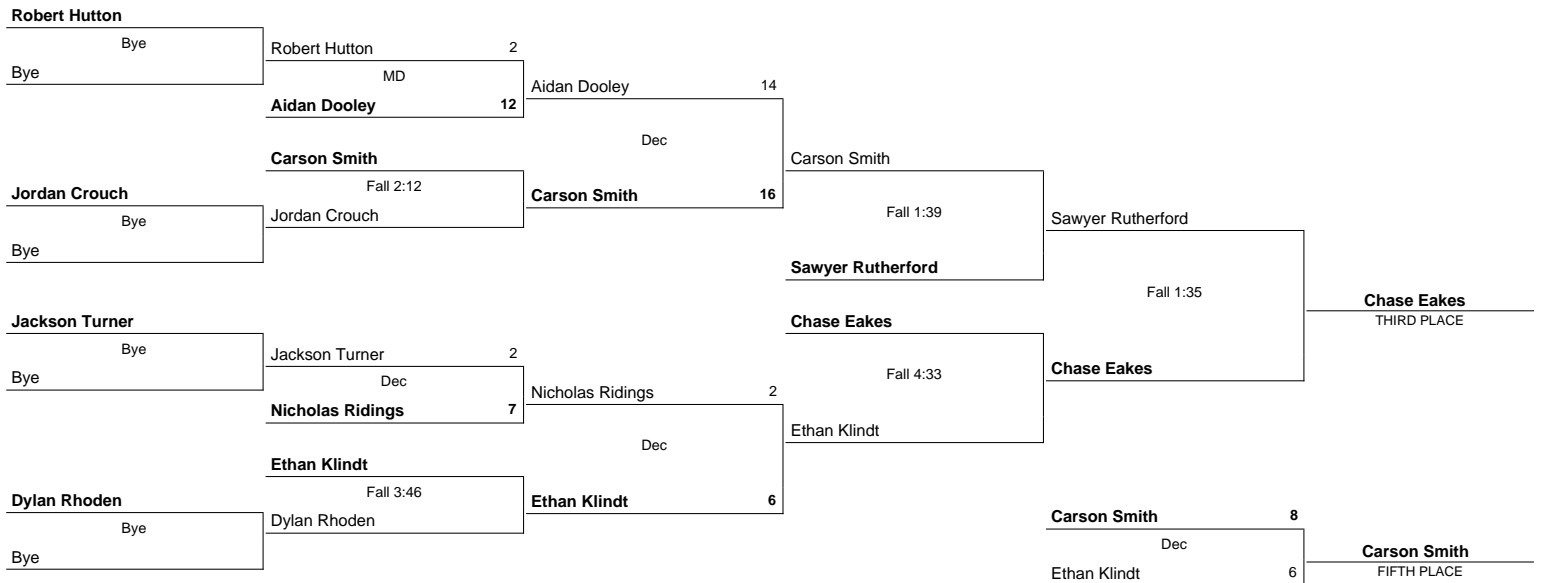 Robert Hutton
Bye
Bye
Jordan Crouch
Bye
Bye
Jackson Turner
Bye
Bye
Dylan Rhoden
Bye
Bye
Robert Hutton 2
MD
Aidan Dooley 12
Carson Smith
Fall 2:12
Jordan Crouch
Jackson Turner 2
Dec
Nicholas Ridings 7
Ethan Klindt
Fall 3:46
Dylan Rhoden
Aidan Dooley 14
Dec
Carson Smith 16
Nicholas Ridings 2
Dec
Ethan Klindt 6
Carson Smith
Fall 1:39
Sawyer Rutherford
Chase Eakes
Fall 4:33
Ethan Klindt
Sawyer Rutherford
Fall 1:35
Chase Eakes
Chase Eakes
THIRD PLACE
Carson Smith 8
Dec
Ethan Klindt 6
Carson Smith
FIFTH PLACE